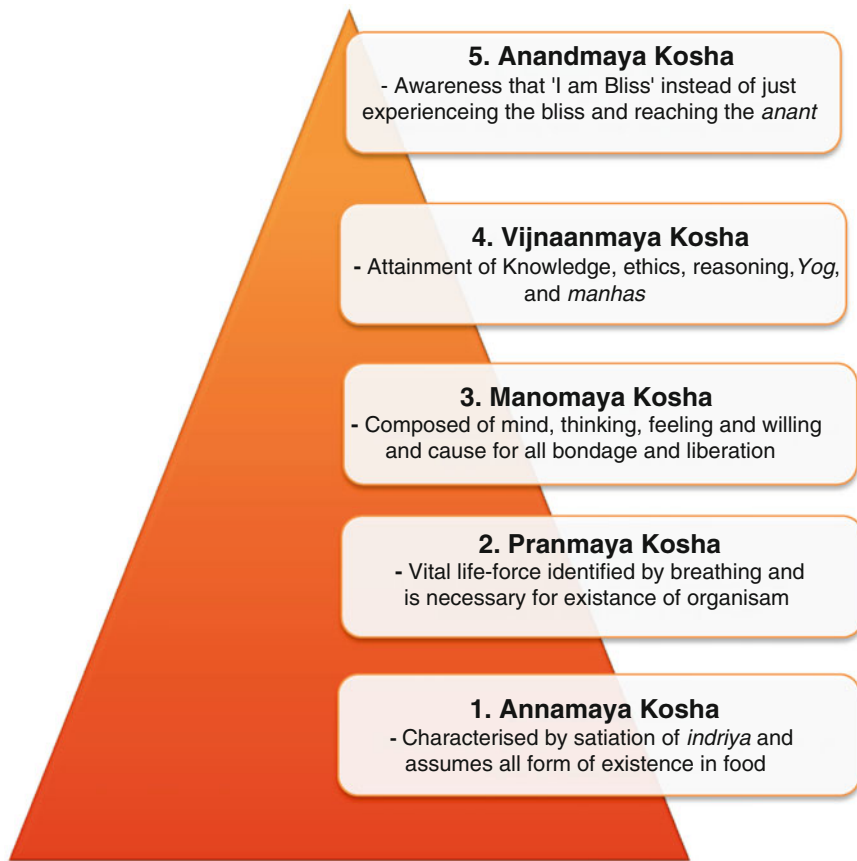 5. Anandmaya Kosha
- Awareness that 'I am Bliss' instead of just
experienceing the bliss and reaching the anant
4. Vijnaanmaya Kosha
- Attainment of Knowledge, ethics, reasoning,Yog,
and manhas
3. Manomaya Kosha
- Composed of mind, thinking, feeling and willing
and cause for all bondage and liberation
2. Pranmaya Kosha
- Vital life-force identified by breathing and
is necessary for existance of organisam
1. Annamaya Kosha
- Characterised by satiation of indriya and
assumes all form of existence in food